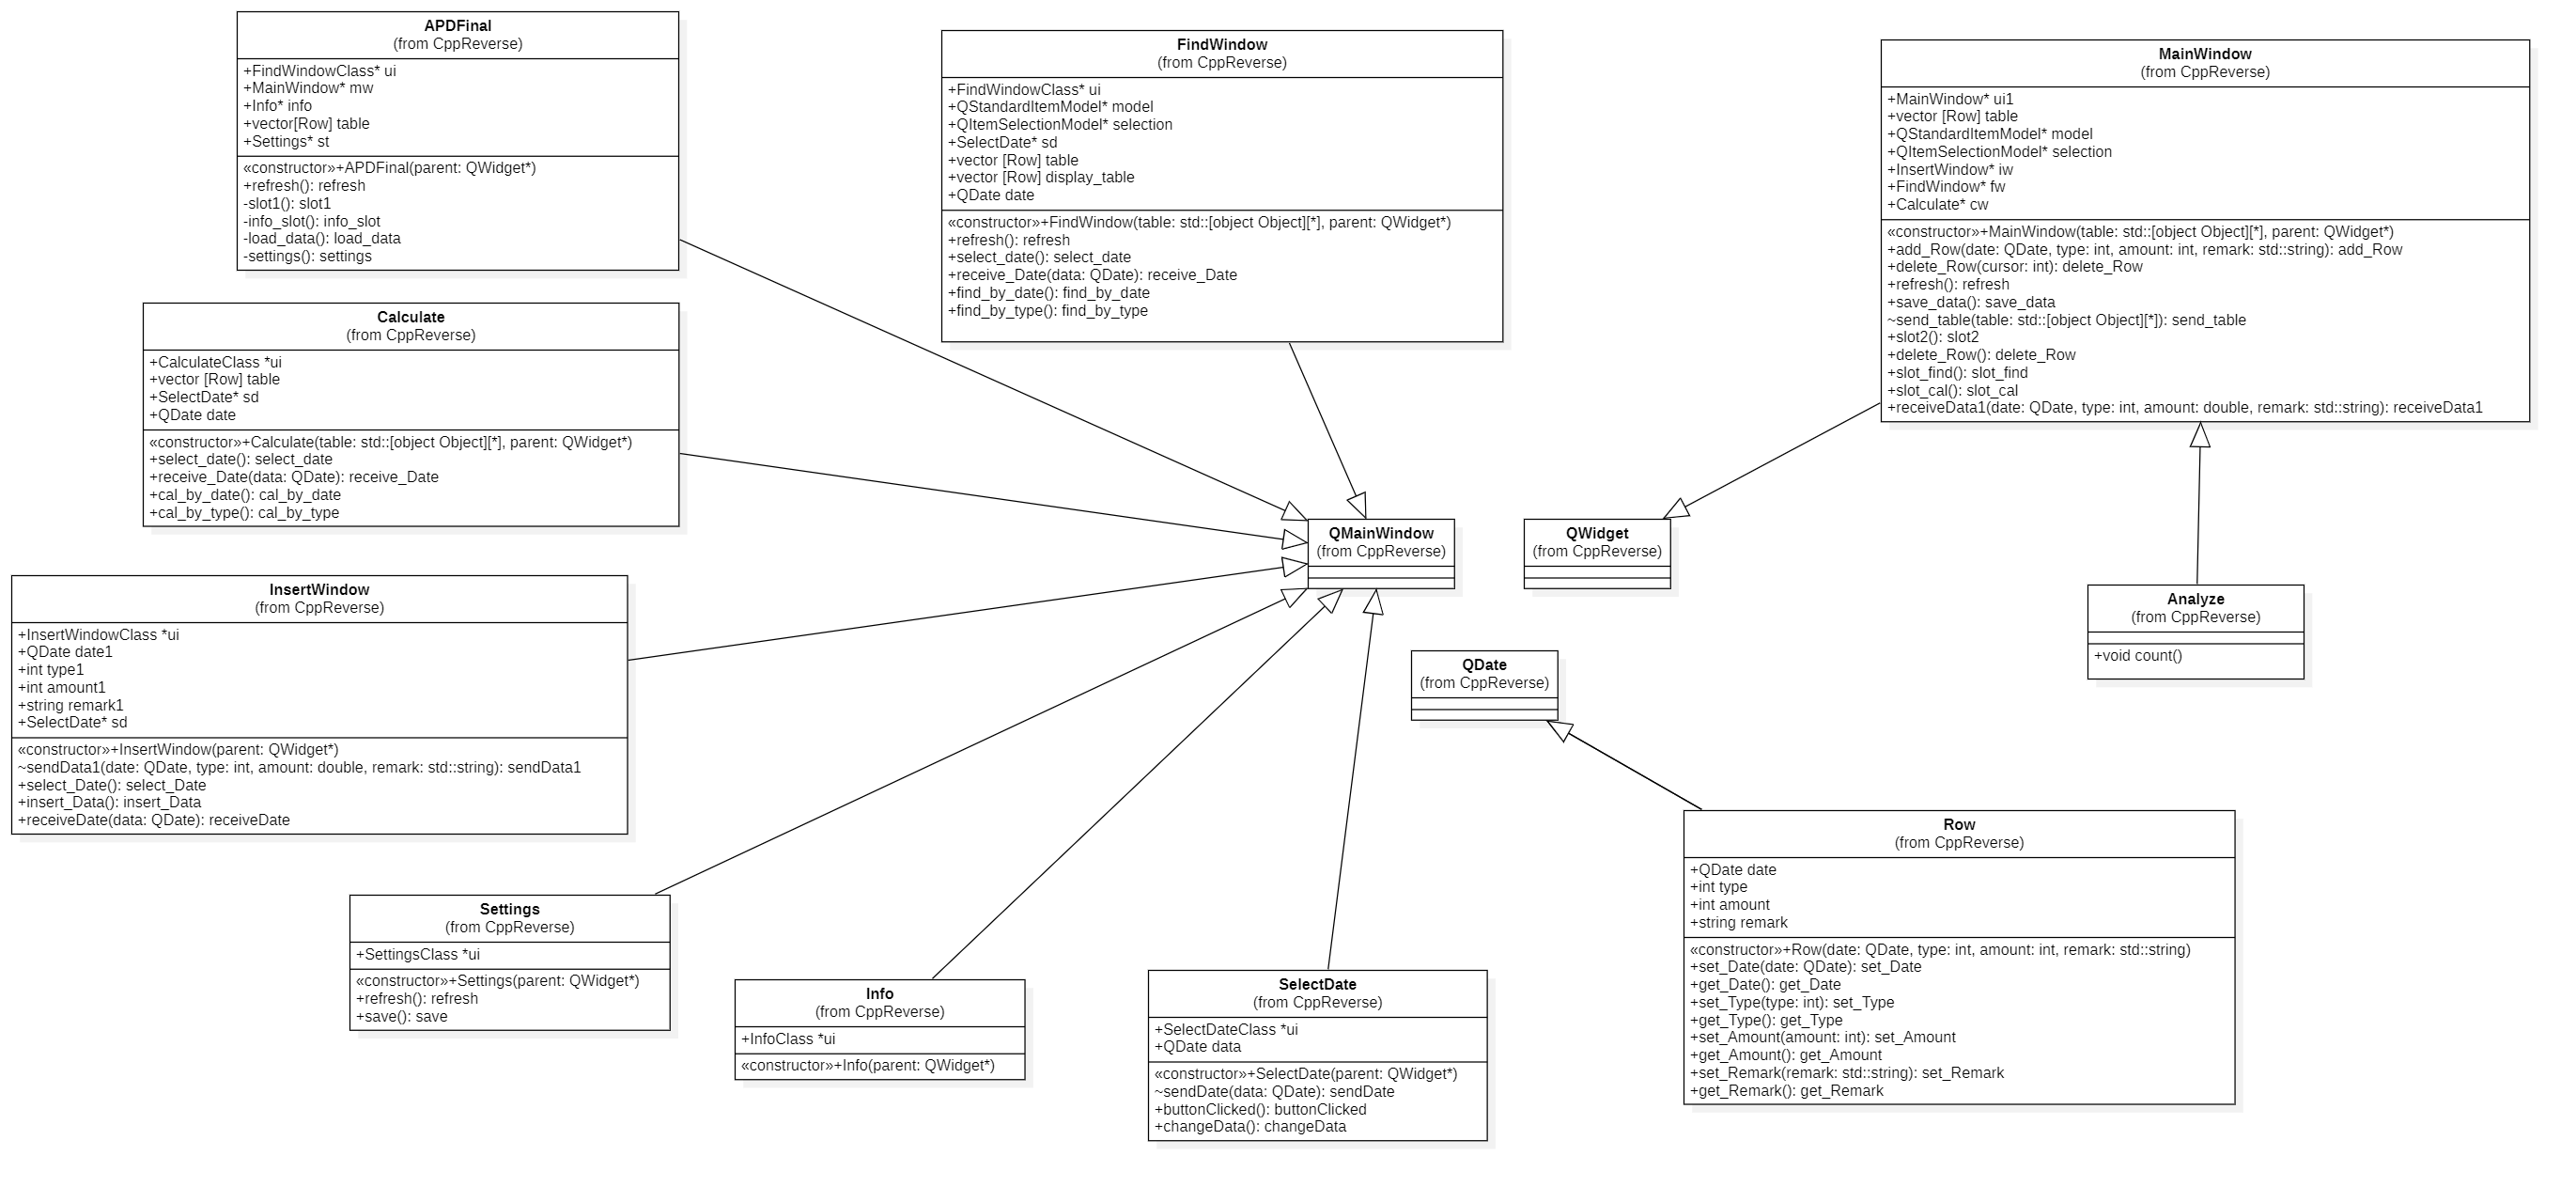 APDFinal
(from CppReverse)
+FindWindowClass* ui
+MainWindow* mw
+Info* info
+vector[Row] table
+Settings* st
«constructor»+APDFinal(parent: QWidget*)
+refresh(): refresh
-slot1(): slot1
-info_slot(): info_slot
-load_data(): load_data
-settings(): settings
FindWindow
(from CppReverse)
+FindWindowClass* ui
+QStandardItemModel* model
+QItemSelectionModel* selection
+SelectDate* sd
+vector [Row] table
+vector [Row] display_table
+QDate date
«constructor»+FindWindow(table: std::[object Object][*], parent: QWidget*)
+refresh(): refresh
+select_date(): select_date
+receive_Date(data: QDate): receive_Date
+find_by_date(): find_by_date
+find_by_type(): find_by_type
MainWindow
(from CppReverse)
+MainWindow* ui1
+vector [Row] table
+QStandardItemModel* model
+QItemSelectionModel* selection
+InsertWindow* iw
+FindWindow* fw
+Calculate* cw
«constructor»+MainWindow(table: std::[object Object][*], parent: QWidget*)
+add_Row(date: QDate, type: int, amount: int, remark: std::string): add_Row
+delete_Row(cursor: int): delete_Row
+refresh(): refresh
+save_data(): save_data
~send_table(table: std::[object Object][*]): send_table
+slot2(): slot2
+delete_Row(): delete_Row
+slot_find(): slot_find
+slot_cal(): slot_cal
+receiveData1(date: QDate, type: int, amount: double, remark: std::string): receiveData1
Calculate
(from CppReverse)
+CalculateClass *ui
+vector [Row] table
+SelectDate* sd
+QDate date
«constructor»+Calculate(table: std::[object Object][*], parent: QWidget*)
+select_date(): select_date
+receive_Date(data: QDate): receive_Date
+cal_by_date(): cal_by_date
+cal_by_type(): cal_by_type
QMainWindow
(from CppReverse)
QWidget
(from CppReverse)
InsertWindow
(from CppReverse)
+InsertWindowClass *ui
+QDate date1
+int type1
+int amount1
+string remark1
+SelectDate* sd
«constructor»+InsertWindow(parent: QWidget*)
~sendData1(date: QDate, type: int, amount: double, remark: std::string): sendData1
+select_Date(): select_Date
+insert_Data(): insert_Data
+receiveDate(data: QDate): receiveDate
Analyze
(from CppReverse)
+void count()
QDate
(from CppReverse)
Row
(from CppReverse)
+QDate date
+int type
+int amount
+string remark
«constructor»+Row(date: QDate, type: int, amount: int, remark: std::string)
+set_Date(date: QDate): set_Date
+get_Date(): get_Date
+set_Type(type: int): set_Type
+get_Type(): get_Type
+set_Amount(amount: int): set_Amount
+get_Amount(): get_Amount
+set_Remark(remark: std::string): set_Remark
+get_Remark(): get_Remark
Settings
(from CppReverse)
+SettingsClass *ui
«constructor»+Settings(parent: QWidget*)
+refresh(): refresh
+save(): save
Info
(from CppReverse)
+InfoClass *ui
«constructor»+Info(parent: QWidget*)
SelectDate
(from CppReverse)
+SelectDateClass *ui
+QDate data
«constructor»+SelectDate(parent: QWidget*)
~sendDate(data: QDate): sendDate
+buttonClicked(): buttonClicked
+changeData(): changeData